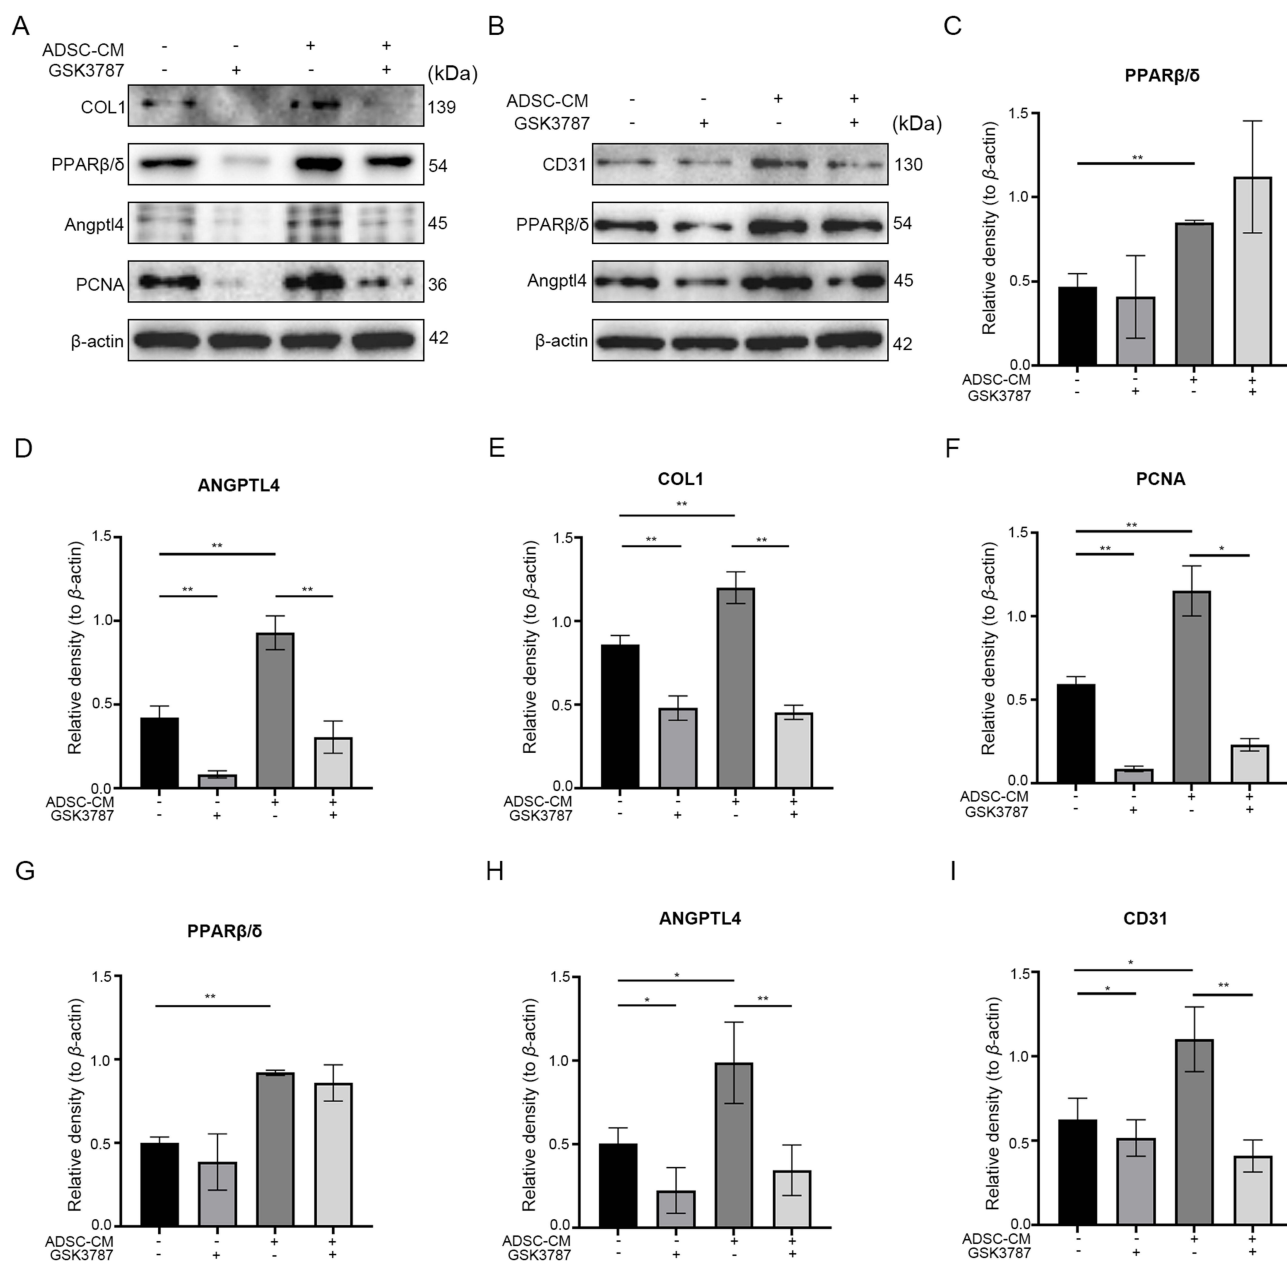 A
ADSC-CM - - + +
GSK3787 - + - + (kDa)
COL1 139
PPARβ/δ 54
Angptl4 45
PCNA 36
β-actin 42
B
ADSC-CM - - + +
GSK3787 - + - + (kDa)
CD31 130
PPARβ/δ 54
Angptl4 45
β-actin 42
C
PPARβ/δ
Relative density (to β-actin)
1.5
**
1.0
0.5
0.0
ADSC-CM - - + +
GSK3787 - + - +
D
ANGPTL4
Relative density (to β-actin)
1.5
**
** **
1.0
0.5
0.0
ADSC-CM - - + +
GSK3787 - + - +
E
COL1
Relative density (to β-actin)
**
1.5
** **
1.0
0.5
0.0
ADSC-CM - - + +
GSK3787 - + - +
F
PCNA
Relative density (to β-actin)
1.5
**
** *
1.0
0.5
0.0
ADSC-CM - - + +
GSK3787 - + - +
G
PPARβ/δ
Relative density (to β-actin)
1.5
**
1.0
0.5
0.0
ADSC-CM - - + +
GSK3787 - + - +
H
ANGPTL4
Relative density (to β-actin)
1.5
*
* **
1.0
0.5
0.0
ADSC-CM - - + +
GSK3787 - + - +
I
CD31
Relative density (to β-actin)
*
1.5
* **
1.0
0.5
0.0
ADSC-CM - - + +
GSK3787 - + - +